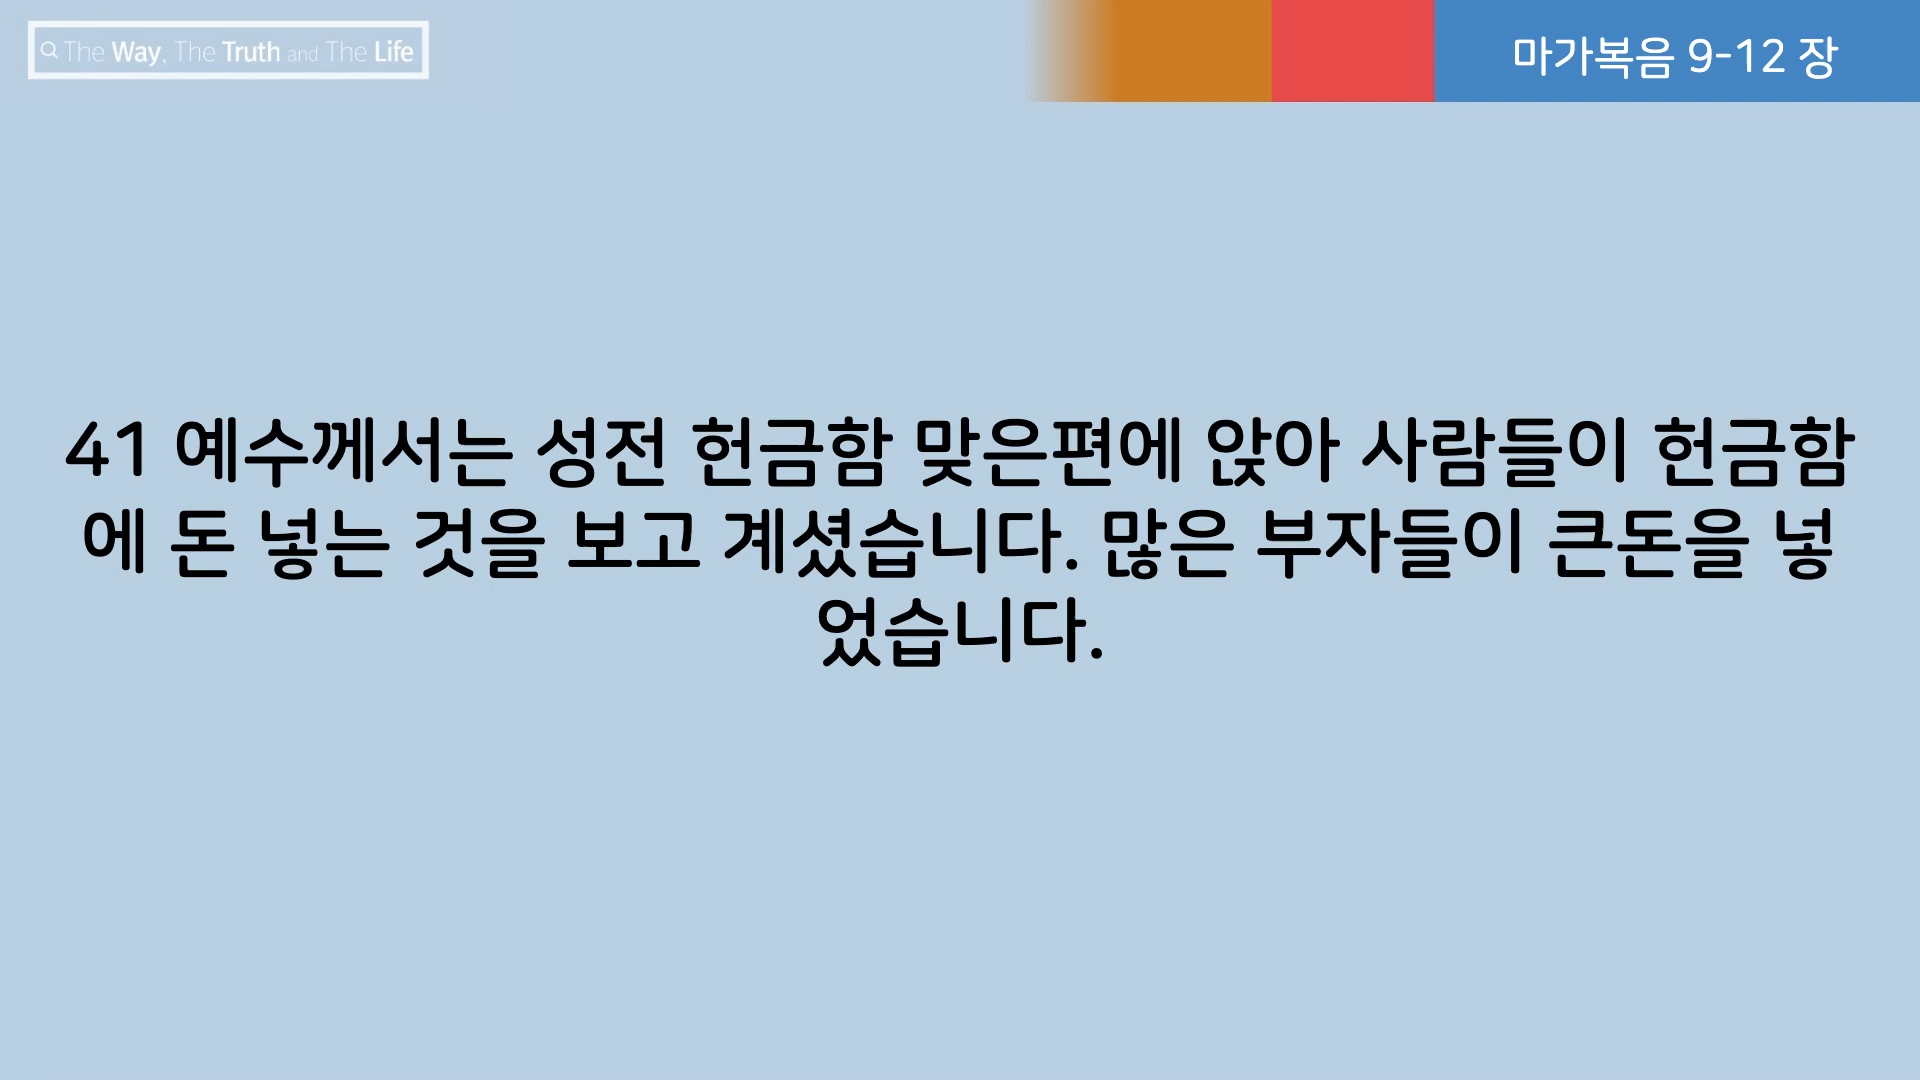 The Way, The Truth and The Life
마가복음 9-12 장
41 예수께서는 성전 헌금함 맞은편에 앉아 사람들이 헌금함
에 돈 넣는 것을 보고 계셨습니다. 많은 부자들이 큰돈을 넣
었습니다.